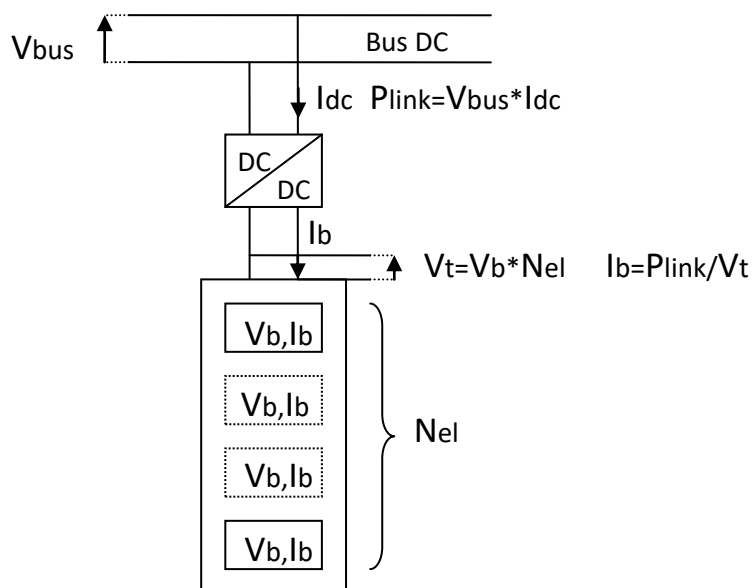 Vbus
Bus DC
Idc Plink=Vbus*Idc
DC
DC
Ib
Vt=Vb*Nel Ib=Plink/Vt
Vb,Ib
Vb,Ib
Nel
Vb,Ib
Vb,Ib